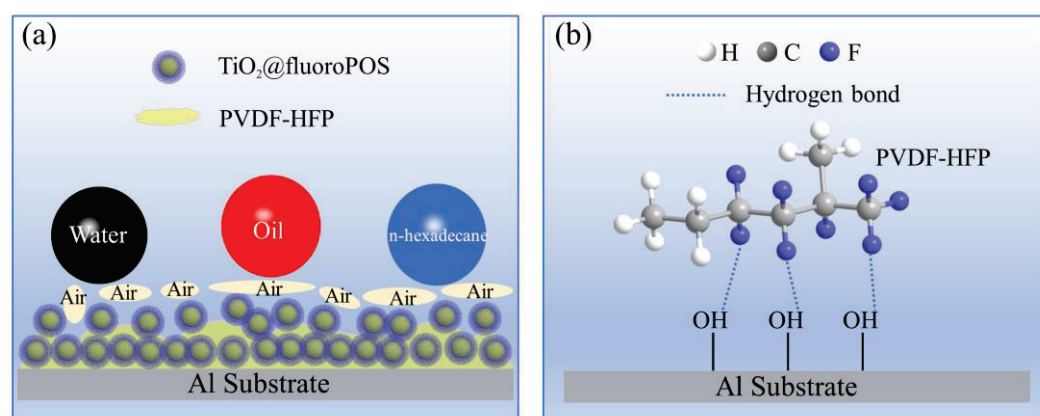 (a)
TiO₂@fluoroPOS
PVDF-HFP
Water
Oil
n-hexadecane
Air Air Air Air Air Air Air
Al Substrate
(b)
H C F
Hydrogen bond
PVDF-HFP
OH OH OH
Al Substrate